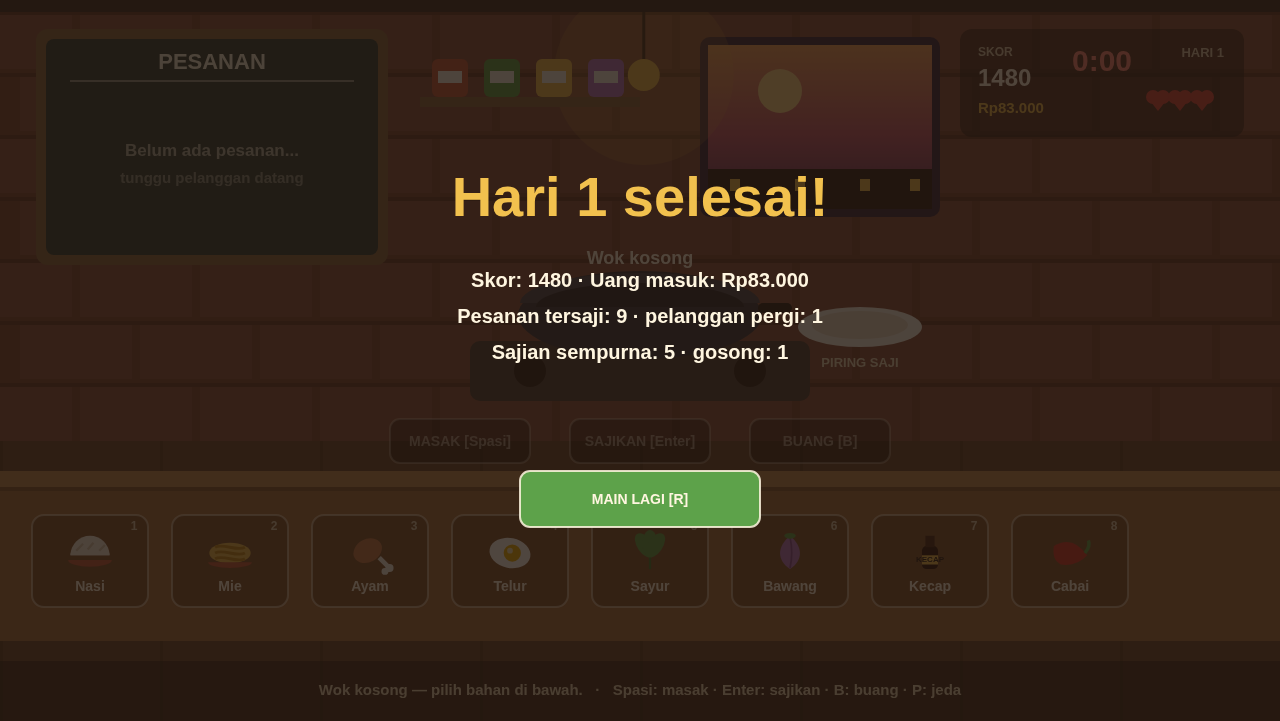 PESANAN
Belum ada pesanan...
tunggu pelanggan datang
SKOR
1480
Rp83.000
0:00
HARI 1
Hari 1 selesai!
Wok kosong
Skor: 1480 · Uang masuk: Rp83.000
Pesanan tersaji: 9 · pelanggan pergi: 1
Sajian sempurna: 5 · gosong: 1
PIRING SAJI
MASAK [Spasi]
SAJIKAN [Enter]
BUANG [B]
MAIN LAGI [R]
1
Nasi
2
Mie
3
Ayam
Telur
Sayur
6
Bawang
7
Kecap
8
Cabai
Wok kosong — pilih bahan di bawah. · Spasi: masak · Enter: sajikan · B: buang · P: jeda